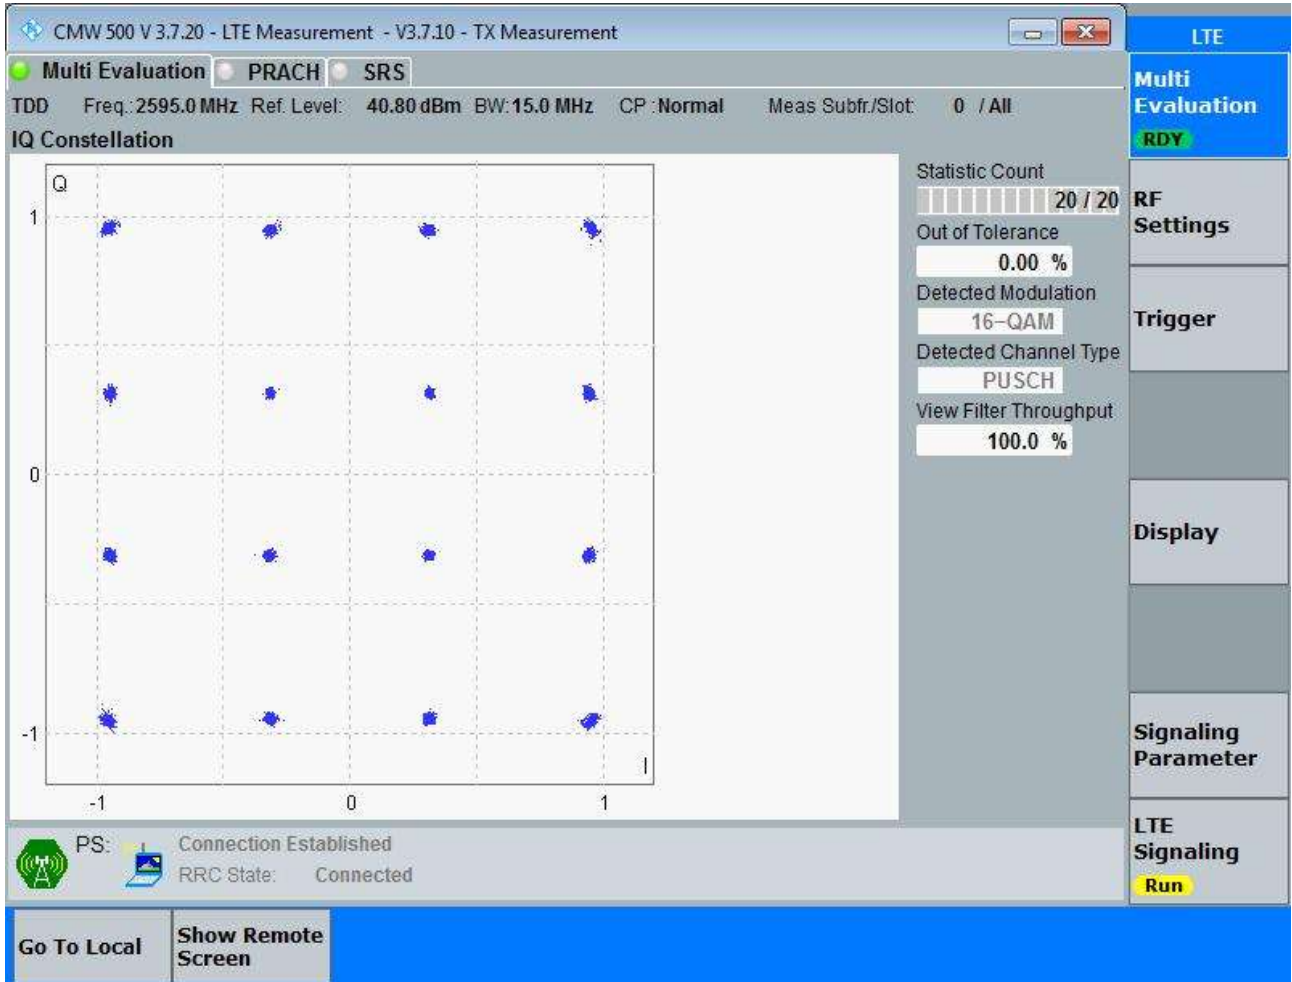 CMW 500 V 3.7.20 - LTE Measurement - V3.7.10 - TX Measurement
LTE
Multi Evaluation PRACH SRS
TDD Freq.: 2595.0 MHz Ref. Level: 40.80 dBm BW: 15.0 MHz CP : Normal Meas Subfr./Slot: 0 / All
IQ Constellation
Q
1
0
-1
I
-1 0 1
Statistic Count
20 / 20
Out of Tolerance
0.00 %
Detected Modulation
16-QAM
Detected Channel Type
PUSCH
View Filter Throughput
100.0 %
Multi
Evaluation
RDY
RF
Settings
Trigger
Display
Signaling
Parameter
LTE
Signaling
Run
PS: Connection Established
RRC State: Connected
Go To Local
Show Remote
Screen